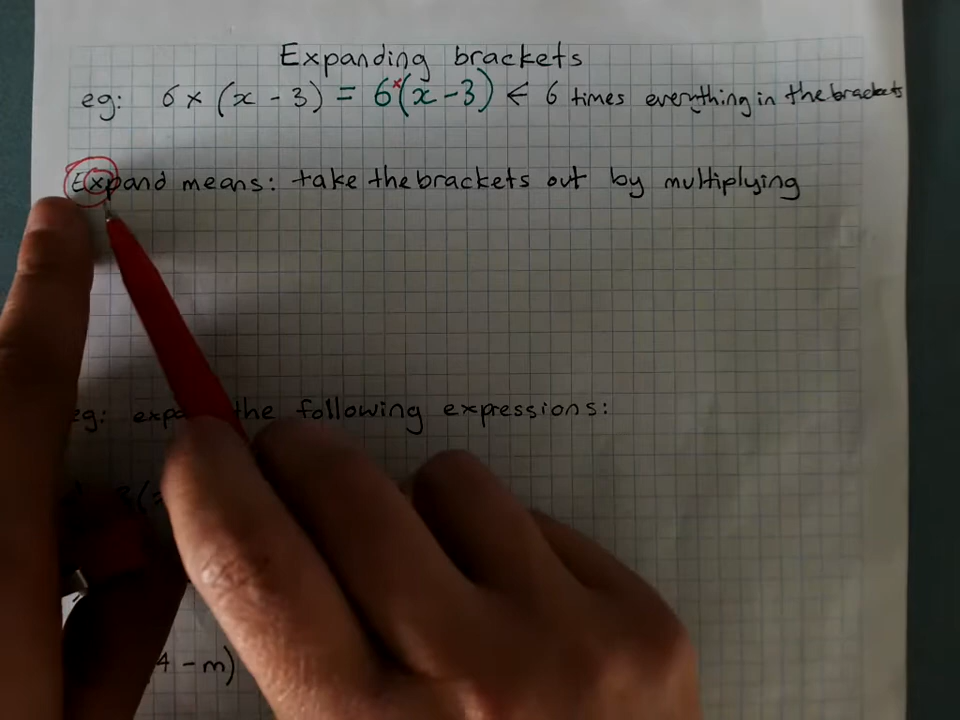 Expanding brackets
eg: 6 × (x - 3) = 6×(x - 3) ← 6 times everything in the brackets
Expand means: take the brackets out by multiplying
eg: the following expressions:
4 - m)